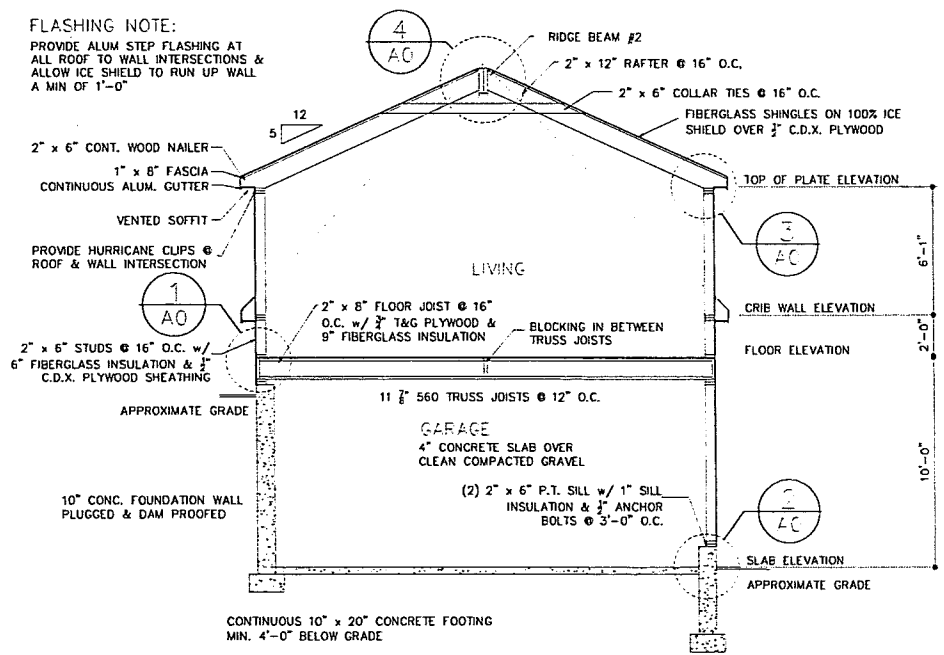 FLASHING NOTE:
PROVIDE ALUM STEP FLASHING AT
ALL ROOF TO WALL INTERSECTIONS &
ALLOW ICE SHIELD TO RUN UP WALL
A MIN OF 1'-0"
4
A0
RIDGE BEAM #2
2" x 12" RAFTER @ 16" O.C.
2" x 6" COLLAR TIES @ 16" O.C.
FIBERGLASS SHINGLES ON 100% ICE
SHIELD OVER ½" C.D.X. PLYWOOD
12
5
2" x 6" CONT. WOOD NAILER
1" x 8" FASCIA
CONTINUOUS ALUM. GUTTER
VENTED SOFFIT
PROVIDE HURRICANE CLIPS @
ROOF & WALL INTERSECTION
TOP OF PLATE ELEVATION
3
A0
6'-1"
LIVING
1
A0
2" x 8" FLOOR JOIST @ 16"
O.C. w/ ¾" T&G PLYWOOD &
9" FIBERGLASS INSULATION
BLOCKING IN BETWEEN
TRUSS JOISTS
CRIB WALL ELEVATION
2'-0"
FLOOR ELEVATION
2" x 6" STUDS @ 16" O.C. w/
6" FIBERGLASS INSULATION & ½"
C.D.X. PLYWOOD SHEATHING
APPROXIMATE GRADE
11 ⅞" 560 TRUSS JOISTS @ 12" O.C.
GARAGE
4" CONCRETE SLAB OVER
CLEAN COMPACTED GRAVEL
10'-0"
10" CONC. FOUNDATION WALL
PLUGGED & DAM PROOFED
(2) 2" x 6" P.T. SILL w/ 1" SILL
INSULATION & ½" ANCHOR
BOLTS @ 3'-0" O.C.
2
A0
SLAB ELEVATION
APPROXIMATE GRADE
CONTINUOUS 10" x 20" CONCRETE FOOTING
MIN. 4'-0" BELOW GRADE